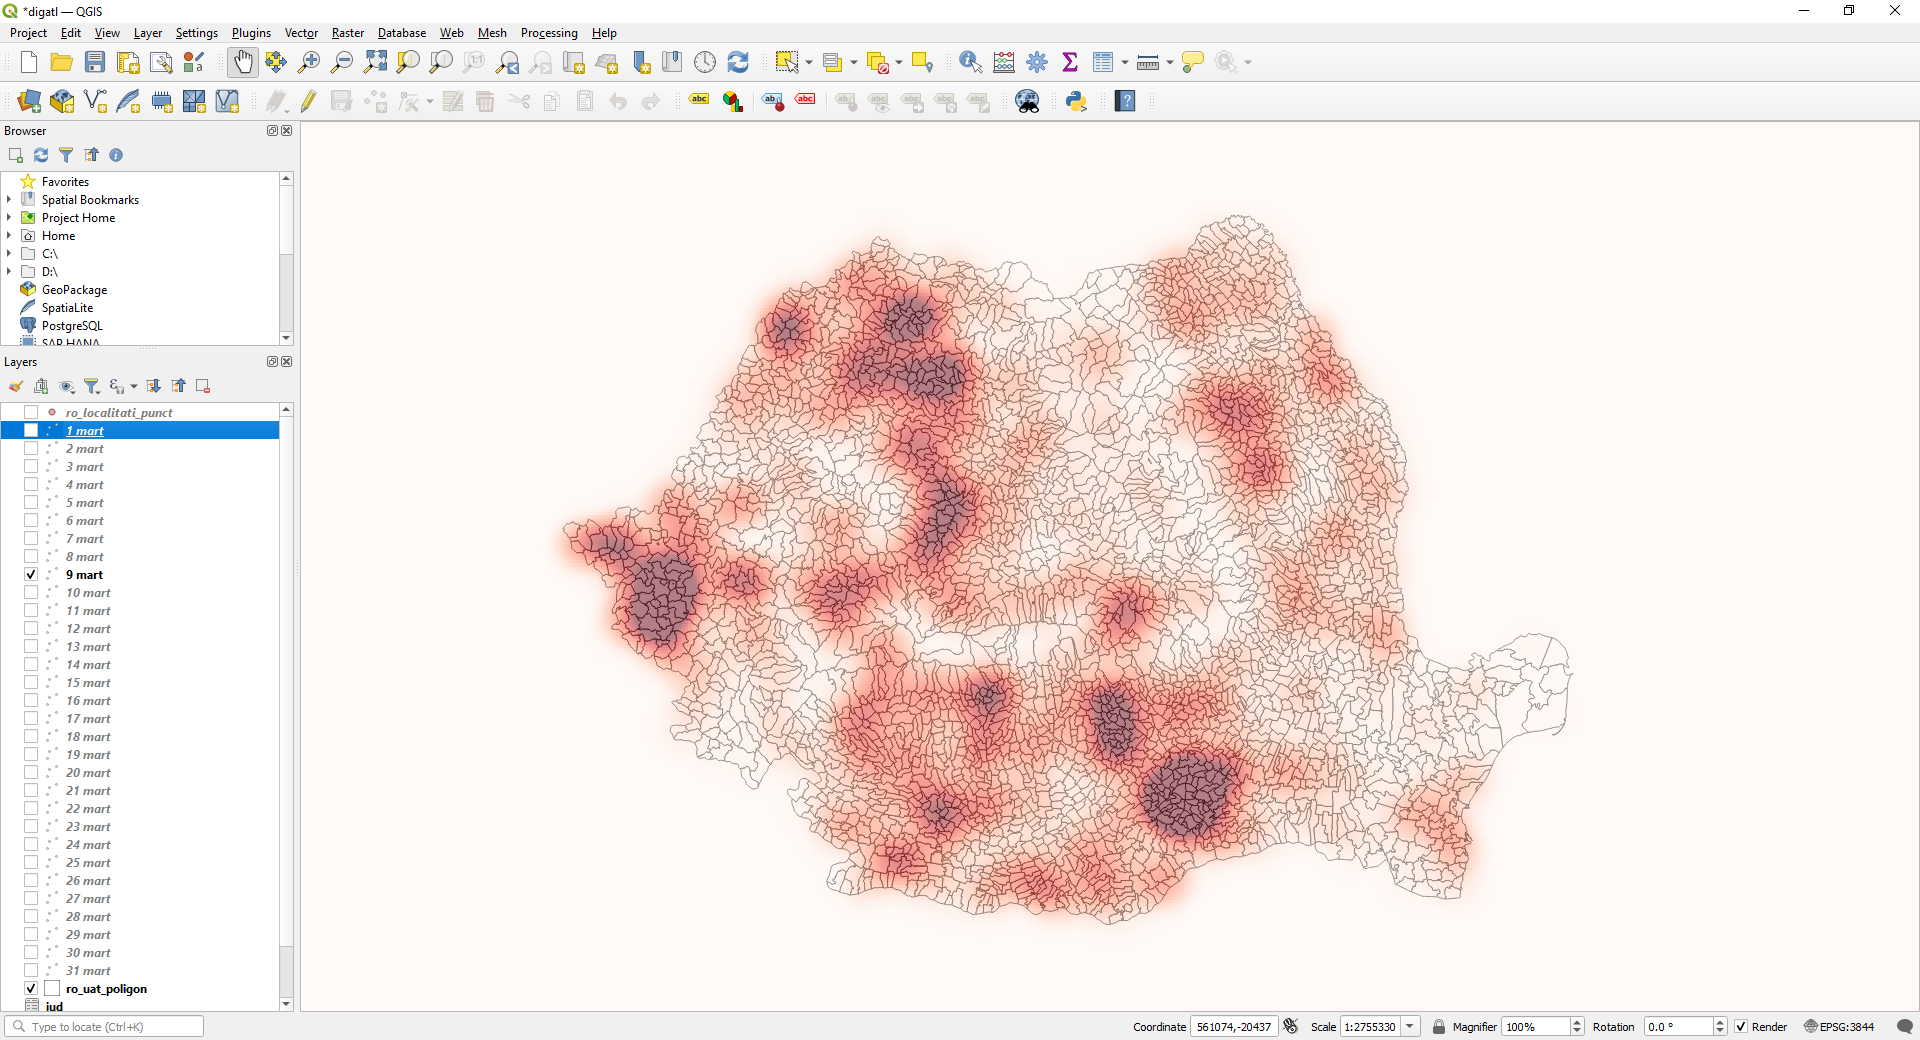 *digatl — QGIS
Project Edit View Layer Settings Plugins Vector Raster Database Web Mesh Processing Help
Browser
Favorites
Spatial Bookmarks
Project Home
Home
C:\
D:\
GeoPackage
SpatiaLite
PostgreSQL
SAP HANA
Layers
ro_localitati_punct
1 mart
2 mart
3 mart
4 mart
5 mart
6 mart
7 mart
8 mart
9 mart
10 mart
11 mart
12 mart
13 mart
14 mart
15 mart
16 mart
17 mart
18 mart
19 mart
20 mart
21 mart
22 mart
23 mart
24 mart
25 mart
26 mart
27 mart
28 mart
29 mart
30 mart
31 mart
ro_uat_poligon
iud
Type to locate (Ctrl+K) Coordinate 561074,-20437 Scale 1:2755330 Magnifier 100% Rotation 0.0 ° Render EPSG:3844